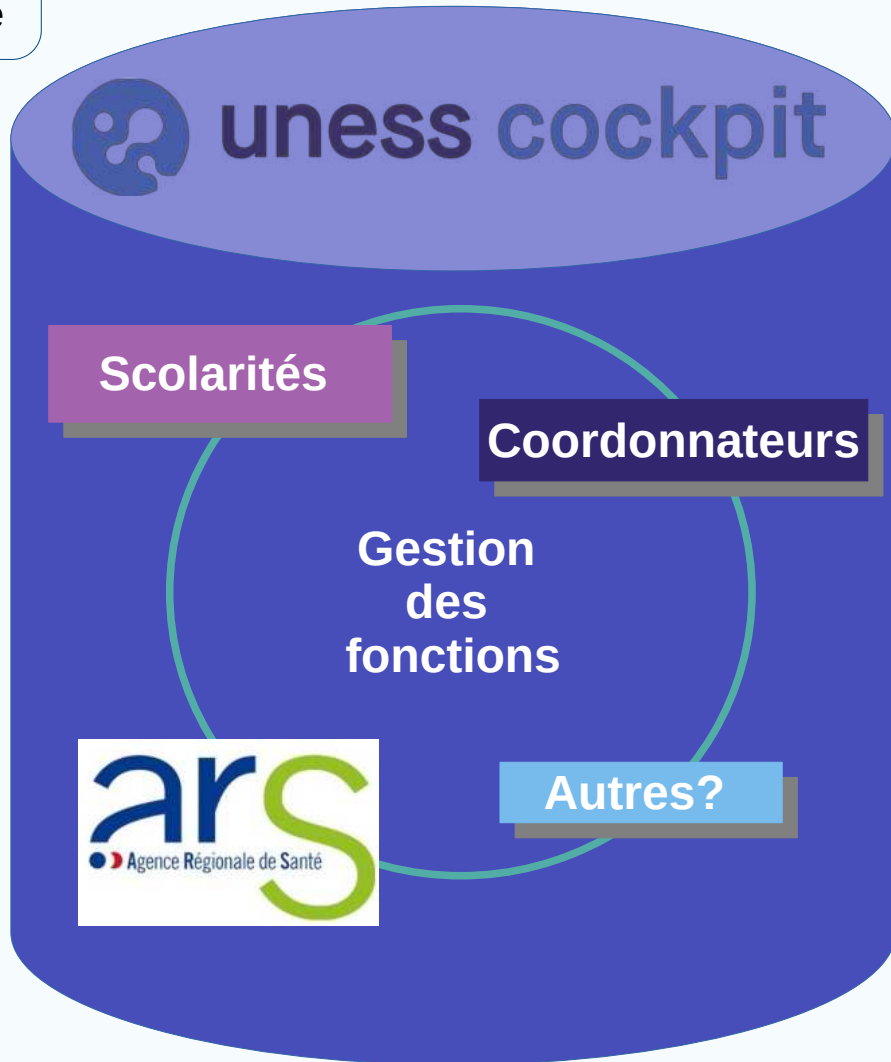 e
uness cockpit
Scolarités
Coordonnateurs
Gestion
des
fonctions
ars
Agence Régionale de Santé
Autres?